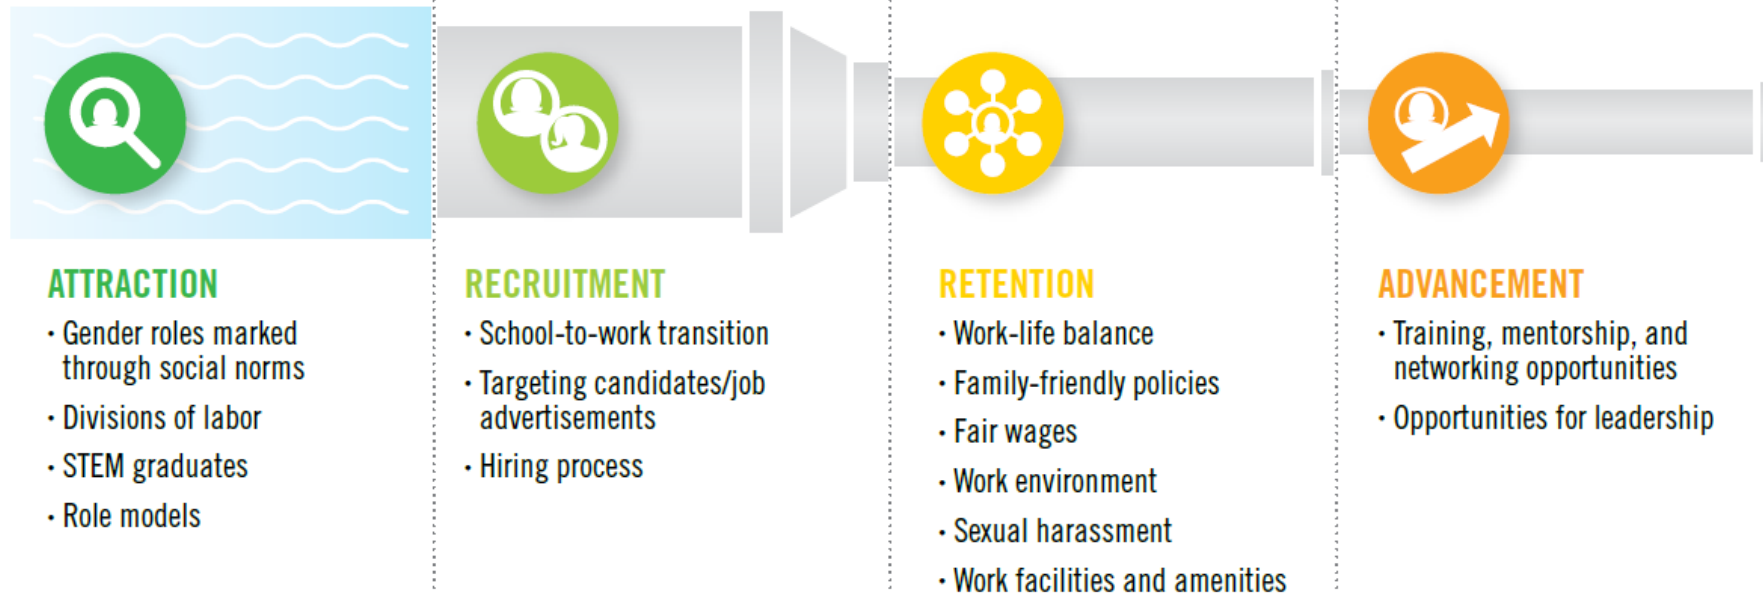 ATTRACTION
• Gender roles marked
through social norms
• Divisions of labor
• STEM graduates
• Role models
RECRUITMENT
• School-to-work transition
• Targeting candidates/job
advertisements
• Hiring process
RETENTION
• Work-life balance
• Family-friendly policies
• Fair wages
• Work environment
• Sexual harassment
• Work facilities and amenities
ADVANCEMENT
• Training, mentorship, and
networking opportunities
• Opportunities for leadership